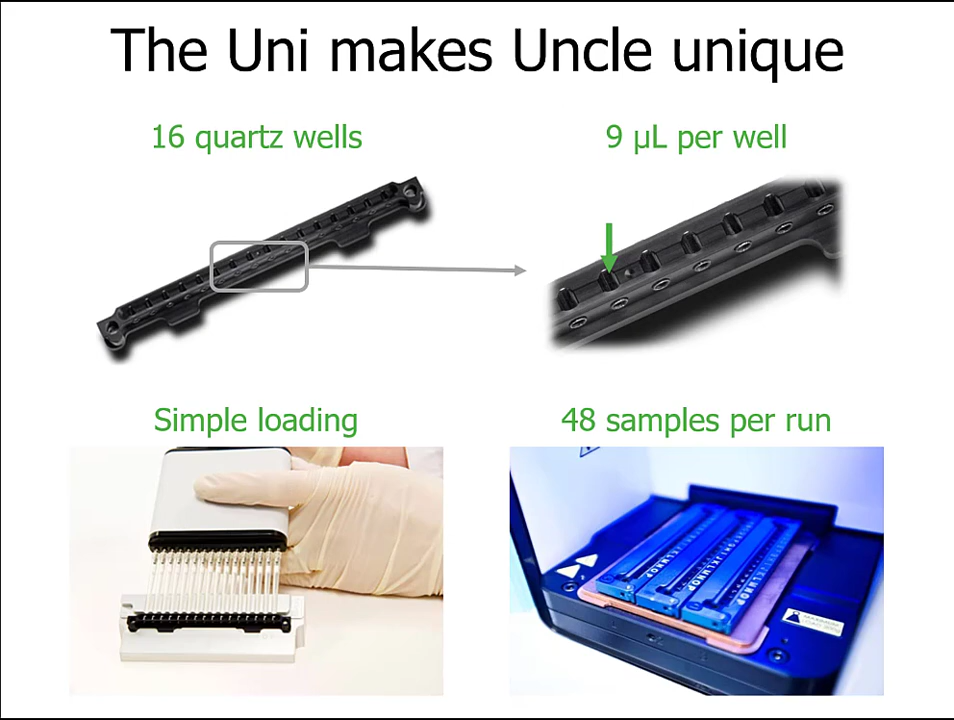 The Uni makes Uncle unique
16 quartz wells
9 µL per well
Simple loading
48 samples per run